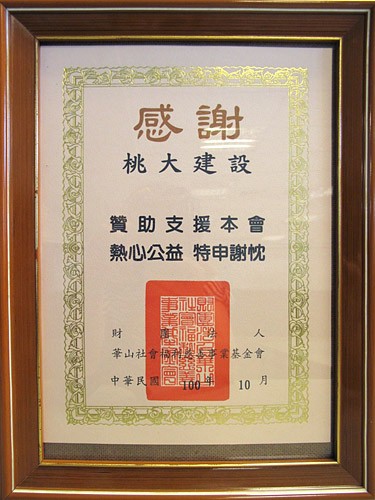 感謝
桃大建設
贊助支援本會
熱心公益 特申謝忱
財團法人
華山社會福利慈善事業基金會
中華民國 100 年 10 月